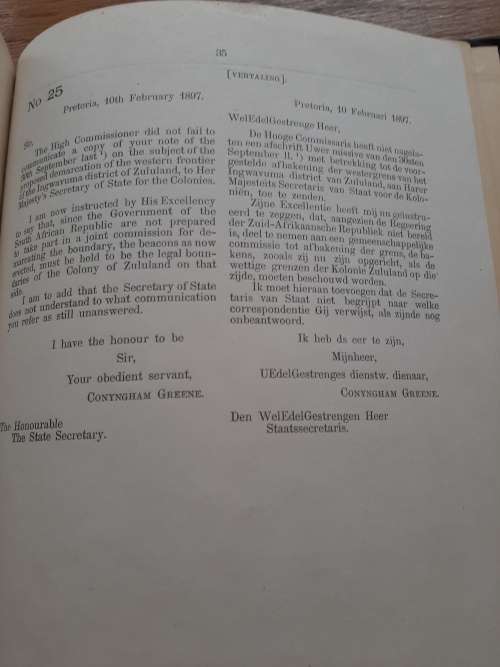 35
No 25
Pretoria, 10th February 1897.
Sir,
The High Commissioner did not fail to
communicate a copy of your note of the
30th September last ¹) on the subject of the
proposed demarcation of the western frontier
of the Ingwavuma district of Zululand, to Her
Majesty's Secretary of State for the Colonies.
I am now instructed by His Excellency
to say that, since the Government of the
South African Republic are not prepared
to take part in a joint commission for de-
marcating the boundary, the beacons as now
erected, must be held to be the legal boun-
daries of the Colony of Zululand on that
side.
I am to add that the Secretary of State
does not understand to what communication
you refer as still unanswered.
I have the honour to be
Sir,
Your obedient servant,
CONYNGHAM GREENE.
The Honourable
The State Secretary.
[VERTALING].
Pretoria, 10 Februari 1897.
WelEdelGestrenge Heer,
De Hooge Commissaris heeft niet nagela-
ten een afschrift Uwer missive van den 30sten
September ll. ¹) met betrekking tot de voor-
gestelde afbakening der westergrens van het
Ingwavuma district van Zululand, aan Harer
Majesteits Secretaris van Staat voor de Kolo-
niën, toe te zenden.
Zijne Excellentie heeft mij nu geïnstru-
eerd te zeggen, dat, aangezien de Regeering
der Zuid-Afrikaansche Republiek niet bereid
is, deel te nemen aan een gemeenschappelijke
commissie tot afbakening der grens, de ba-
kens, zooals zij nu zijn opgericht, als de
wettige grenzen der Kolonie Zululand op die
zijde, moeten beschouwd worden.
Ik moet hieraan toevoegen dat de Secre-
taris van Staat niet begrijpt naar welke
correspondentie Gij verwijst, als zijnde nog
onbeantwoord.
Ik heb ds eer te zijn,
Mijnheer,
UEdelGestrenges dienstw. dienaar,
CONYNGHAM GREENE.
Den WelEdelGestrengen Heer
Staatssecretaris.